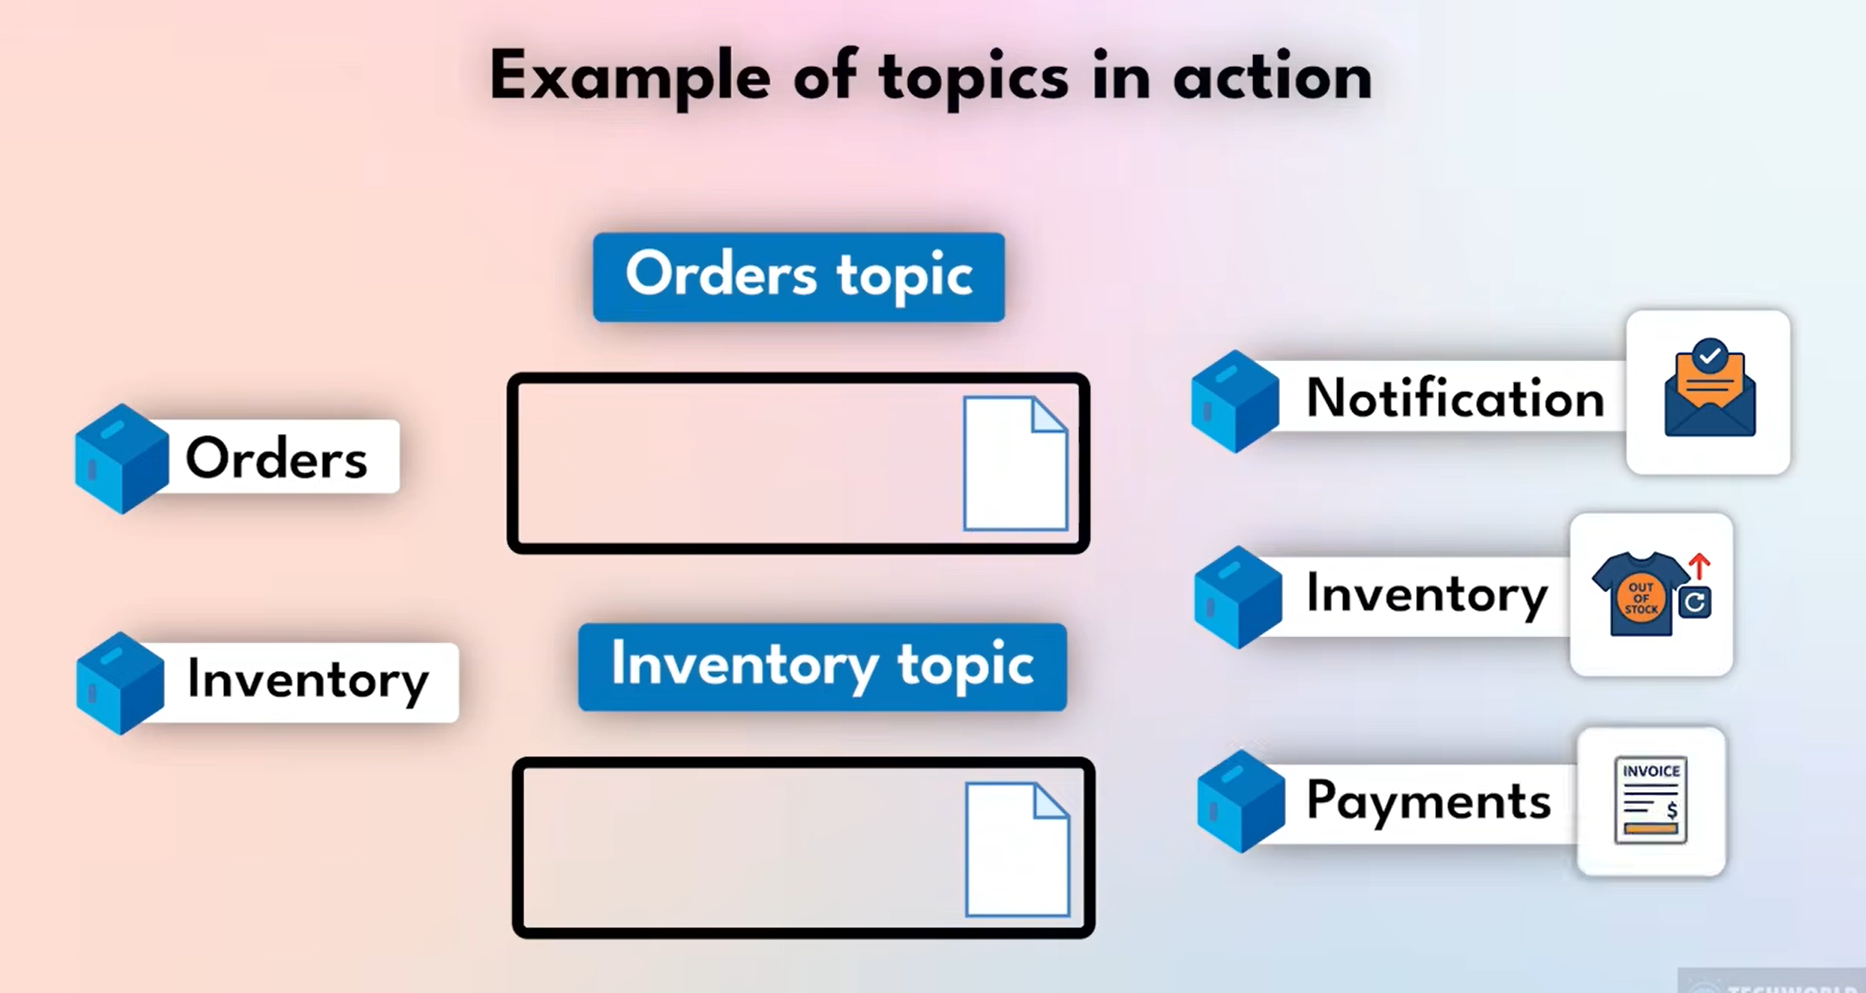 Example of topics in action
Orders topic
Orders
Notification
Inventory
OUT
OF
STOCK
Inventory topic
Inventory
Payments
INVOICE
$
TECHWORLD